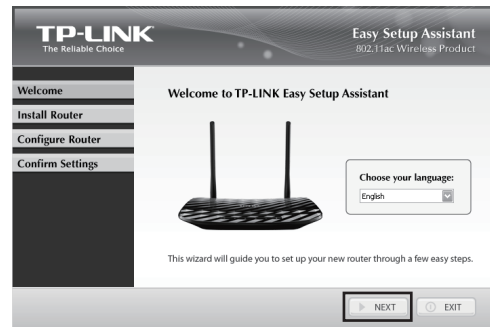 TP-LINK
The Reliable Choice
Easy Setup Assistant
802.11ac Wireless Product
Welcome
Install Router
Configure Router
Confirm Settings
Welcome to TP-LINK Easy Setup Assistant
Choose your language:
English
This wizard will guide you to set up your new router through a few easy steps.
NEXT
EXIT